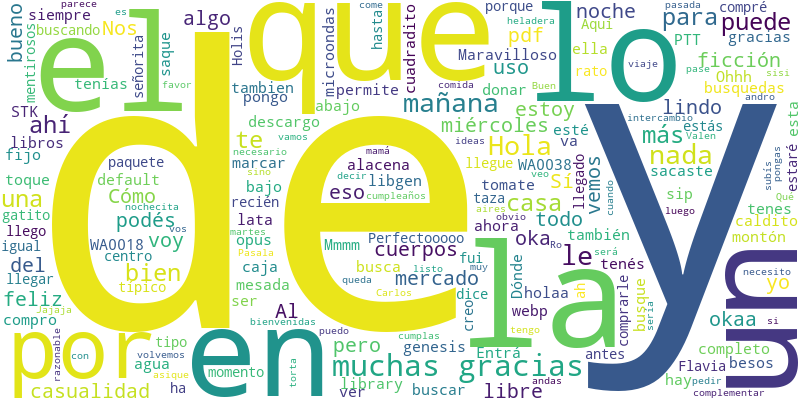 parece es como heladera pasada
siempre algo porque noche compré
bueno buscando Nos hasta Aquí para puede
mentirosos señorita Holis el que lo ella PTT gracias
tenías saque microondas cuadradito pdf Maravilloso rato ficción
favor tambien uso viaje pase Ohhh sisi
STK pongo permite comida donar Buen busquedas andro
ahí abajo mañana lindo intercambio esta
libros descargo estoy estás Valen
fijo te vamos miércoles esté más estaré
necesario mamá ideas Hola va nada Qué
paquete marcar alacena llegue WA0038 pongas
toque default sino decir libgen Sí sacaste subís
una Cómo bajo eso cumpleaños veo vemos sip luego
gatito nochecita recién tomate llegado cuando tenes
llego podés vos lata taza casa todo caldito
de y
igual WA0018 martes aires ahora también montón
del centro voy opus Perfectooooo obvio oka Ro le un
llegar bien Pasala Mmmm cuerpos Dónde tenés
típico caja busca fui la será yo
feliz mesada queda listo mercado dholaa ah necesito
compro ser Carlos muy dice webp comprarle busque
Jajaja Al bienvenidas cumplas creo sería okaa si
por en puedo pero genesis tengo Entrá antes completo
razonable con tipo momento muchas gracias hay Flavia besos
volvemos agua torta library libre pedir
casualidad asique ha ver buscar andas complementar